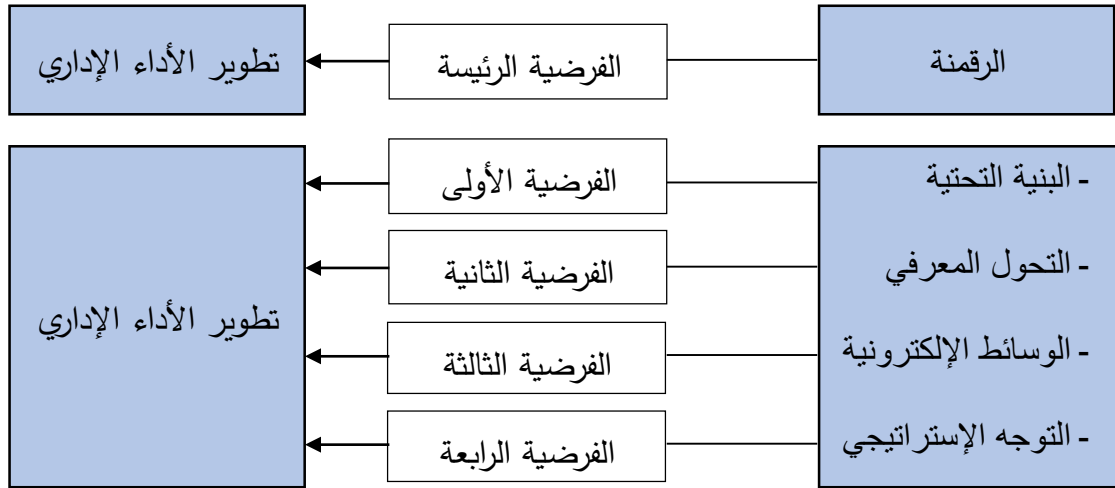 الرقمنة
الفرضية الرئيسة
تطوير الأداء الإداري
- البنية التحتية
الفرضية الأولى
- التحول المعرفي
الفرضية الثانية
تطوير الأداء الإداري
- الوسائط الإلكترونية
الفرضية الثالثة
- التوجه الإستراتيجي
الفرضية الرابعة